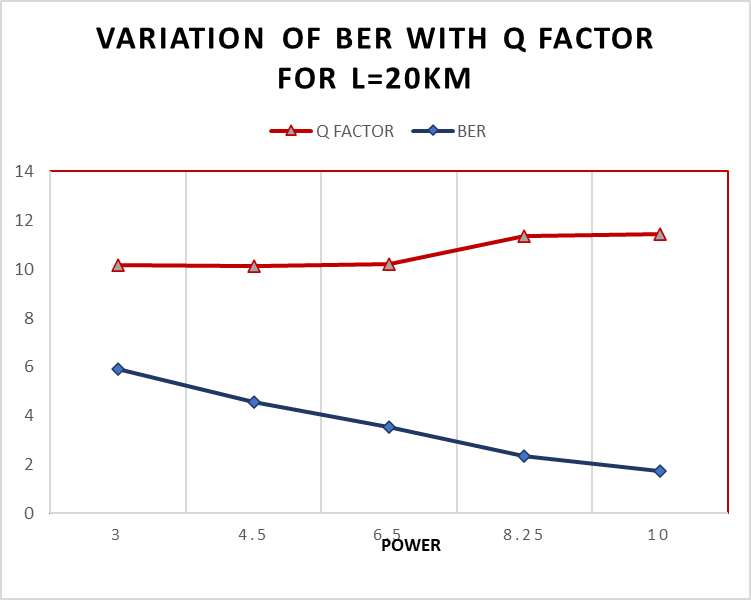 VARIATION OF BER WITH Q FACTOR
FOR L=20KM
Q FACTOR BER
14
12
10
8
6
4
2
0
3 4.5 6.5 8.25 10
POWER